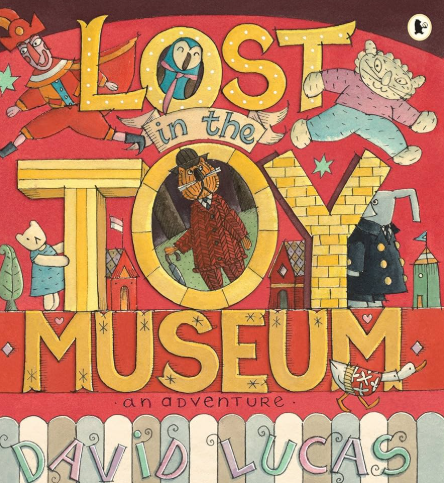 LOST
in the
TOY
MUSEUM
· an aDVENTURE ·
DAViD LUCAS